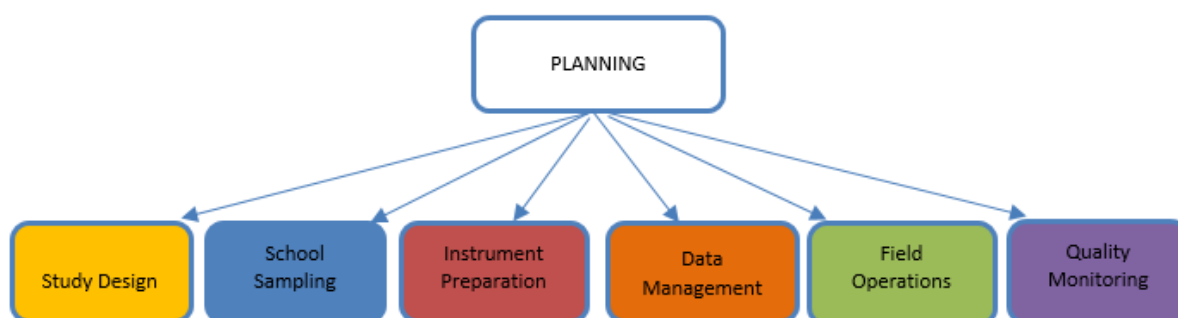 PLANNING
Study Design
School
Sampling
Instrument
Preparation
Data
Management
Field
Operations
Quality
Monitoring